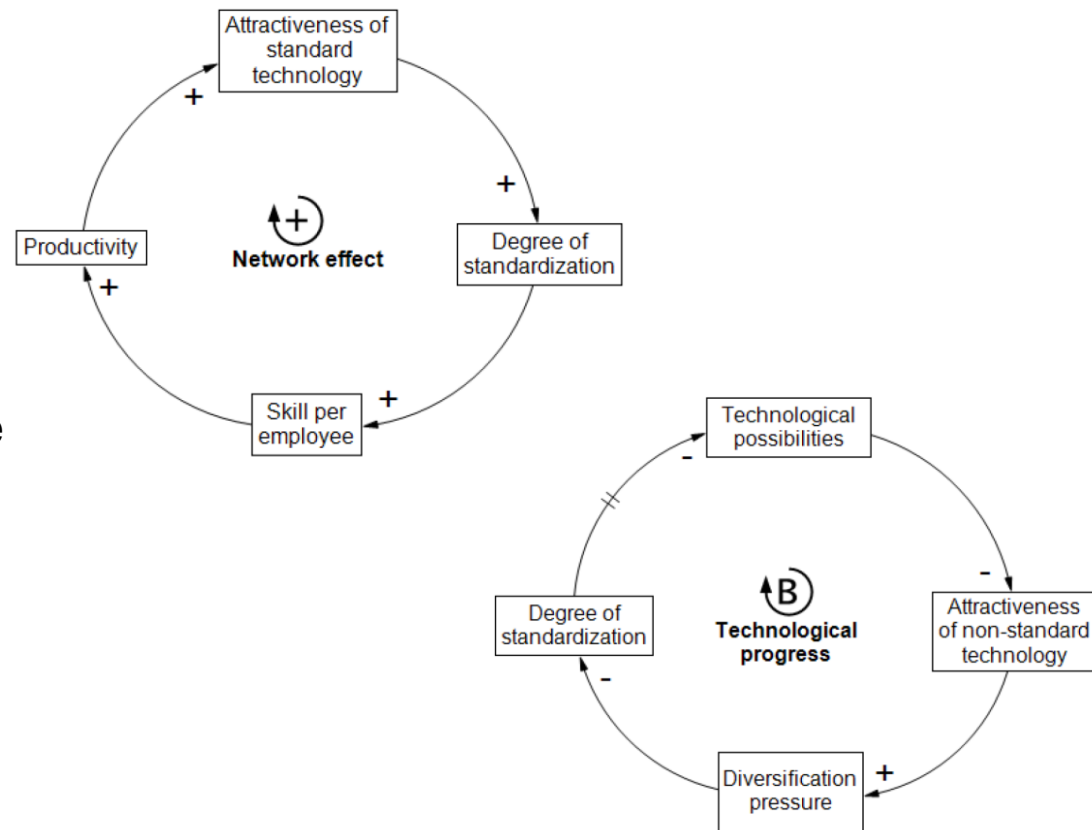 Attractiveness of
standard
technology
+
+
+
Network effect
Productivity
Degree of
standardization
+
+
Skill per
employee
e
Technological
possibilities
-
-
B
Technological
progress
Degree of
standardization
Attractiveness
of non-standard
technology
-
+
Diversification
pressure